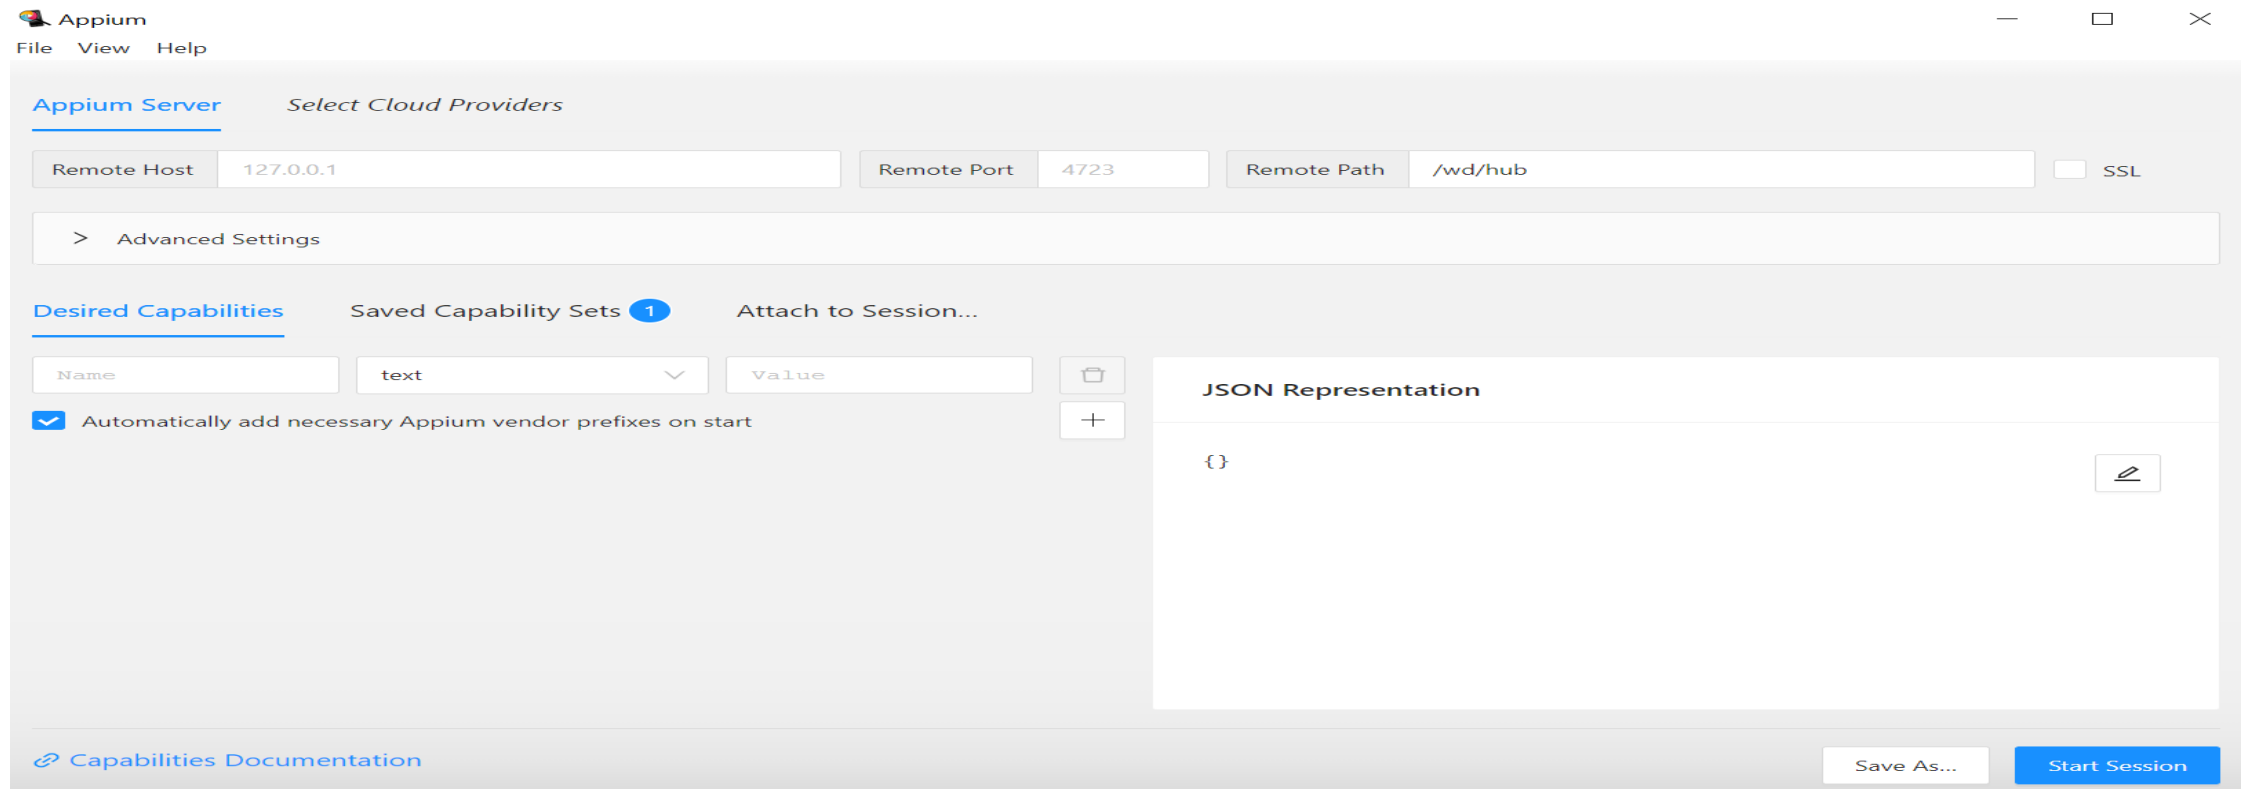 Appium
File View Help
Appium Server Select Cloud Providers
Remote Host 127.0.0.1 Remote Port 4723 Remote Path /wd/hub SSL
> Advanced Settings
Desired Capabilities Saved Capability Sets 1 Attach to Session...
Name text Value
JSON Representation
Automatically add necessary Appium vendor prefixes on start
{}
Capabilities Documentation
Save As... Start Session